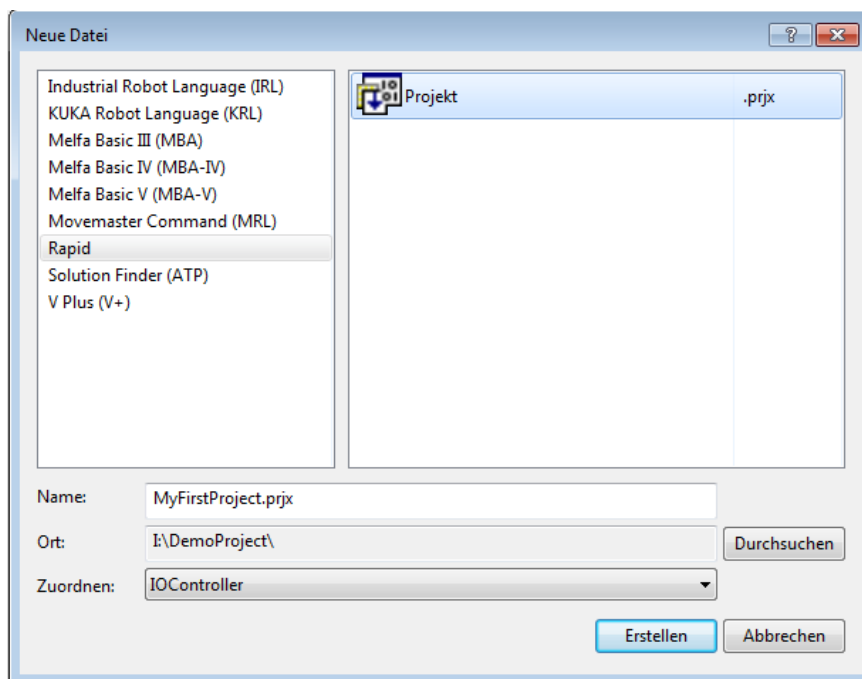 Neue Datei
Industrial Robot Language (IRL)
KUKA Robot Language (KRL)
Melfa Basic III (MBA)
Melfa Basic IV (MBA-IV)
Melfa Basic V (MBA-V)
Movemaster Command (MRL)
Rapid
Solution Finder (ATP)
V Plus (V+)
Projekt .prjx
Name: MyFirstProject.prjx
Ort: I:\DemoProject\ Durchsuchen
Zuordnen: IOController
Erstellen Abbrechen